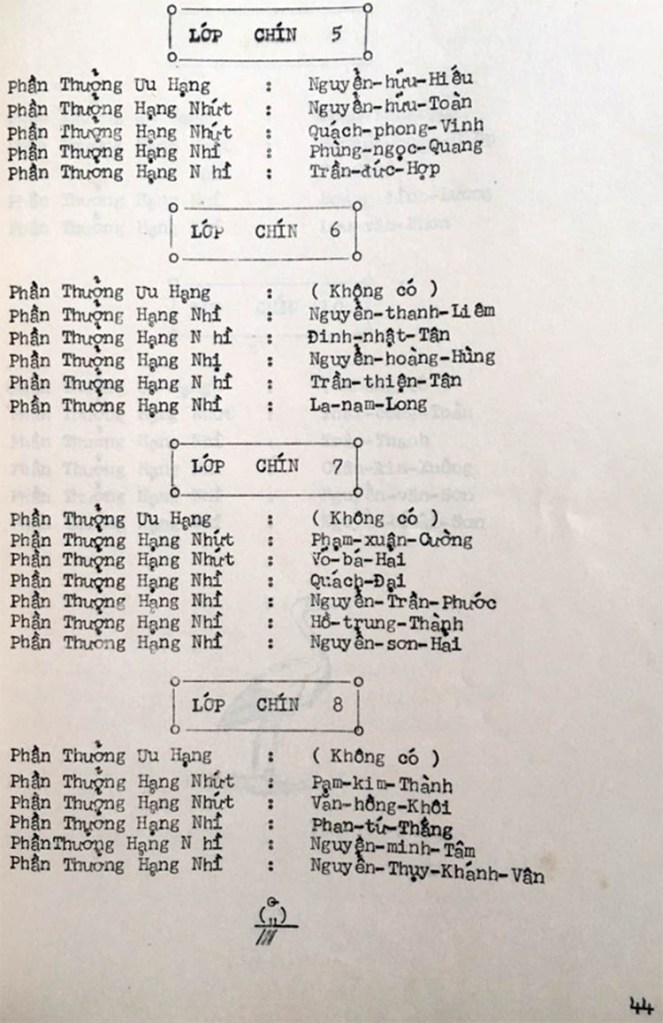 LỚP CHÍN 5
Phần Thưởng Ưu Hạng : Nguyễn-hữu-Hiếu
Phần Thưởng Hạng Nhứt : Nguyễn-hữu-Toàn
Phần Thưởng Hạng Nhứt : Quách-phong-Vinh
Phần Thưởng Hạng Nhì : Phùng-ngọc-Quang
Phần Thưởng Hạng N hì : Trần-đức-Hợp
LỚP CHÍN 6
Phần Thưởng Ưu Hạng : ( Không có )
Phần Thưởng Hạng Nhì : Nguyễn-thanh-Liêm
Phần Thưởng Hạng N hì : Đinh-nhật-Tân
Phần Thưởng Hạng Nhị : Nguyễn-hoàng-Hùng
Phần Thưởng Hạng N hì : Trần-thiện-Tân
Phần Thương Hạng Nhì : La-nam-Long
LỚP CHÍN 7
Phần Thưởng Ưu Hạng : ( Không có )
Phần Thưởng Hạng Nhứt : Phạm-xuân-Cường
Phần Thưởng Hạng Nhứt : Võ-bá-Hai
Phần Thưởng Hạng Nhì : Quách-Đại
Phần Thưởng Hạng Nhì : Nguyễn-Trần-Phước
Phần Thưởng Hạng Nhì : Hồ-trung-Thành
Phần Thương Hạng Nhì : Nguyễn-sơn-Hải
LỚP CHÍN 8
Phần Thưởng Ưu Hạng : ( Không có )
Phần Thưởng Hạng Nhứt : Pạm-kim-Thành
Phần Thưởng Hạng Nhứt : Văn-hồng-Khôi
Phần Thưởng Hạng Nhì : Phan-tứ-Thắng
PhầnThưởng Hạng N hì : Nguyễn-minh-Tâm
Phần Thưởng Hạng Nhì : Nguyễn-Thụy-Khánh-Vân
44